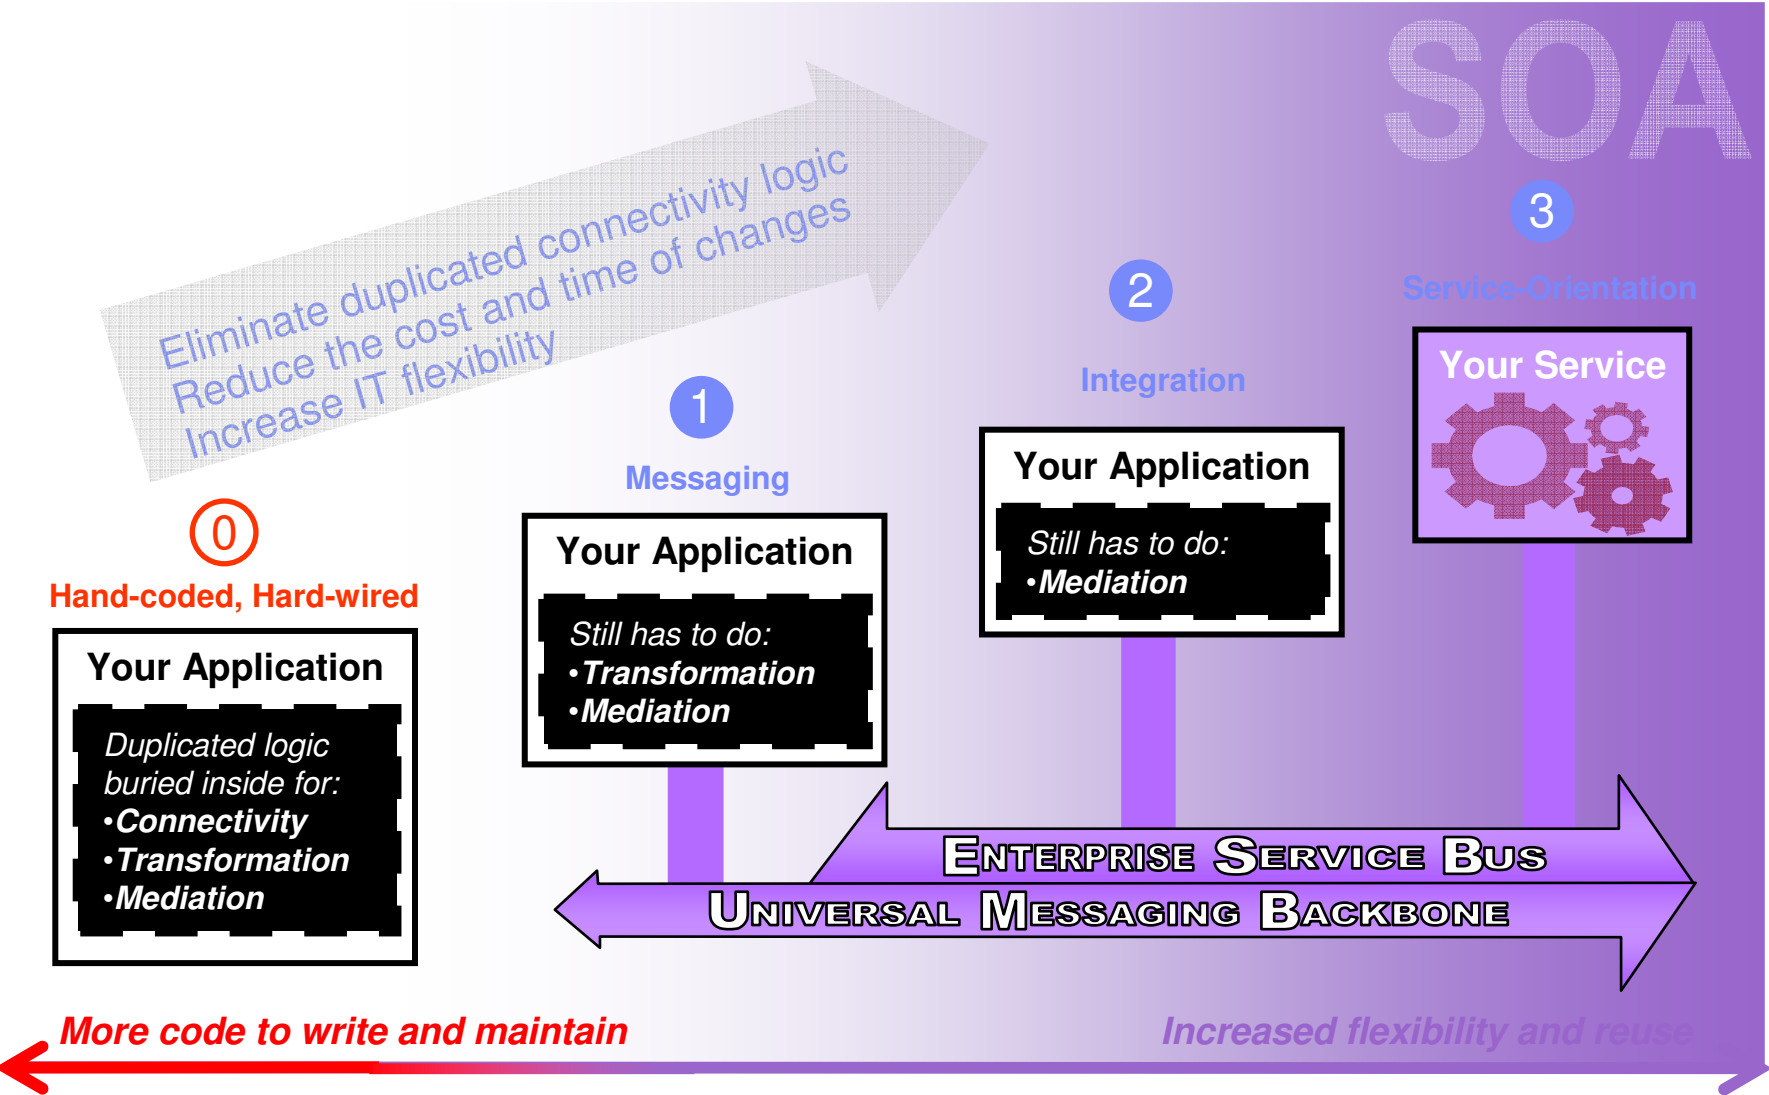 SOA
Eliminate duplicated connectivity logic
Reduce the cost and time of changes
Increase IT flexibility
0
Hand-coded, Hard-wired
Your Application
Duplicated logic
buried inside for:
•Connectivity
•Transformation
•Mediation
1
Messaging
Your Application
Still has to do:
•Transformation
•Mediation
2
Integration
Your Application
Still has to do:
•Mediation
3
Service-Orientation
Your Service
ENTERPRISE SERVICE BUS
UNIVERSAL MESSAGING BACKBONE
More code to write and maintain
Increased flexibility and reuse